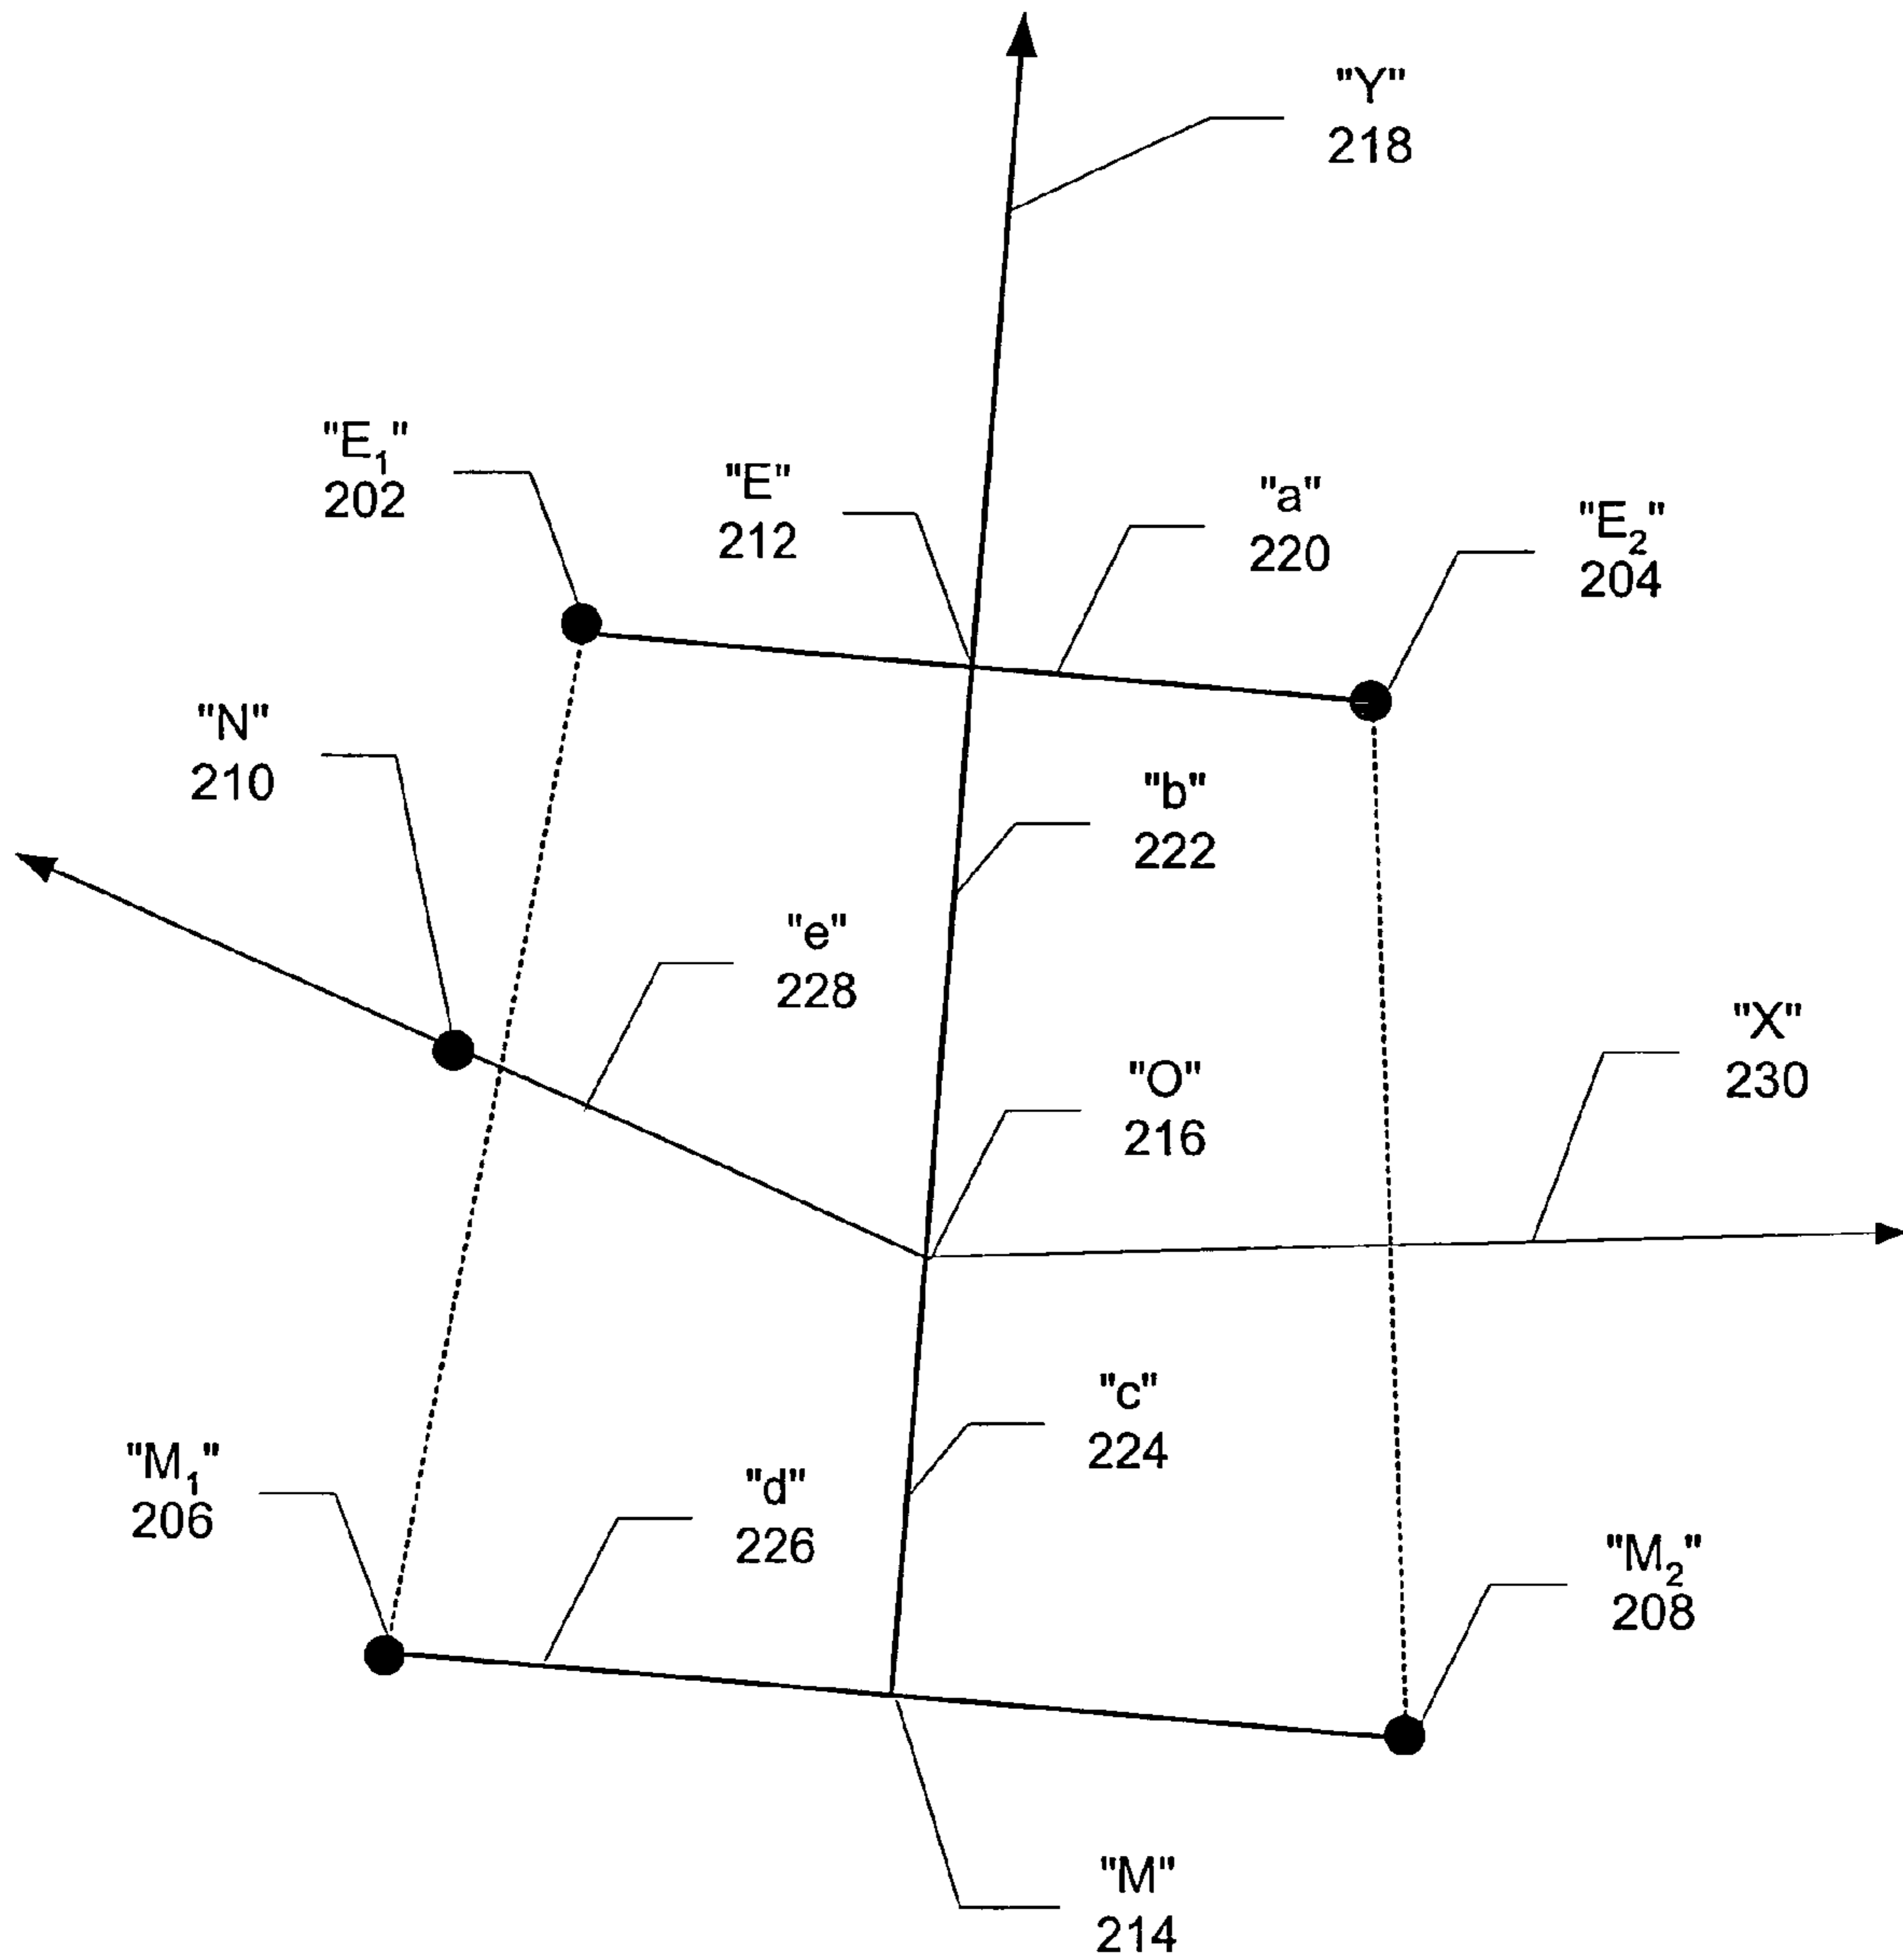 "Y"
218
"E₁"
202
"E"
212
"a"
220
"E₂"
204
"N"
210
"b"
222
"e"
228
"O"
216
"X"
230
"c"
224
"M₁"
206
"d"
226
"M₂"
208
"M"
214